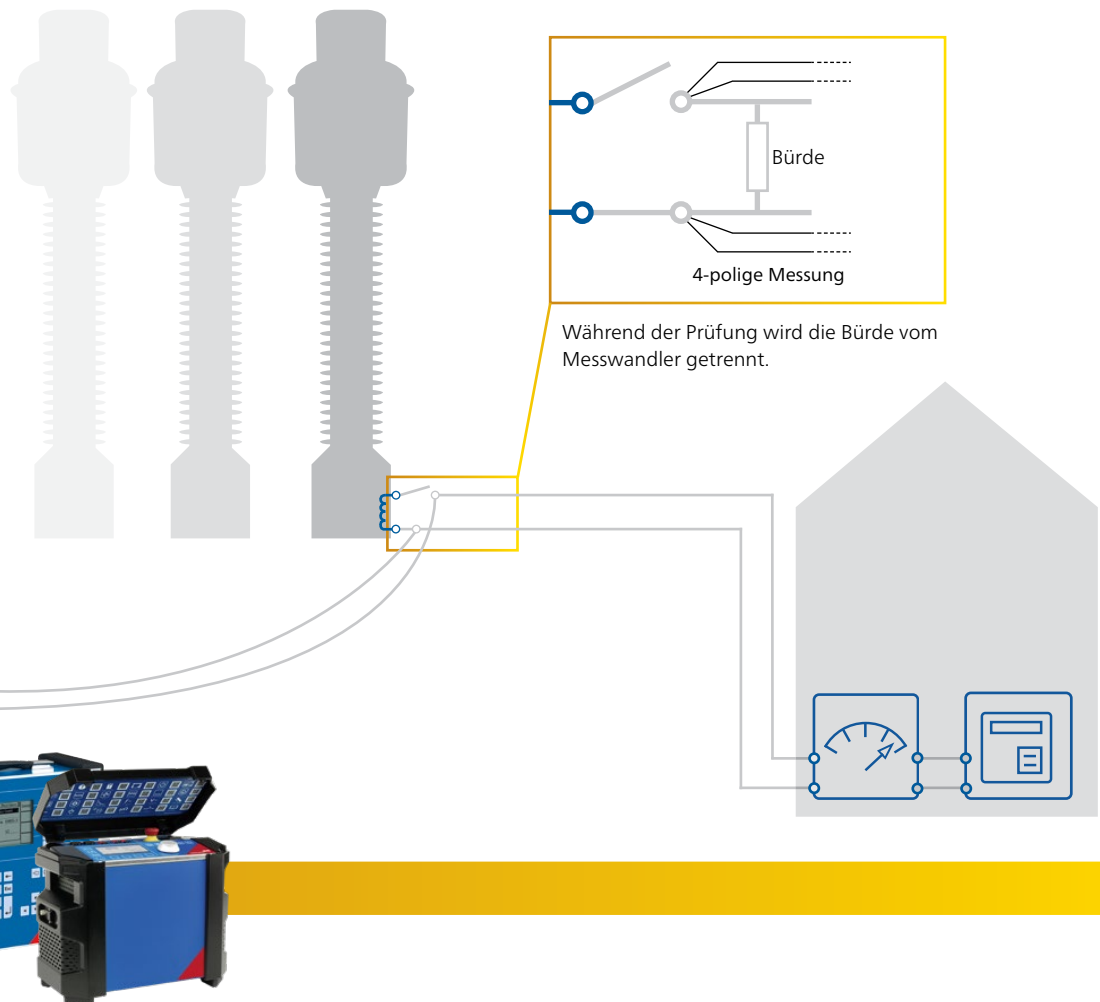 Bürde
4-polige Messung
Während der Prüfung wird die Bürde vom
Messwandler getrennt.